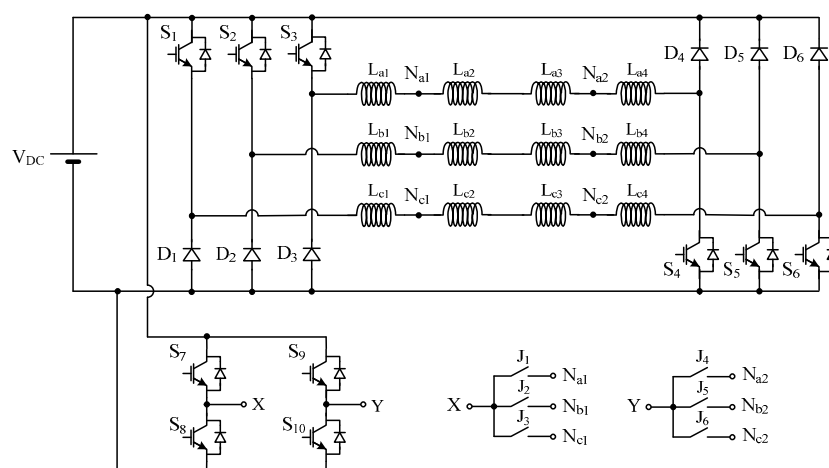 S1 S2 S3 D4 D5 D6
La1 Na1 La2 La3 Na2 La4
Lb1 Nb1 Lb2 Lb3 Nb2 Lb4
VDC
Lc1 Nc1 Lc2 Lc3 Nc2 Lc4
D1 D2 D3 S4 S5 S6
S7 S9
X Y
S8 S10
J1 Na1
X J2 Nb1
J3 Nc1
J4 Na2
Y J5 Nb2
J6 Nc2